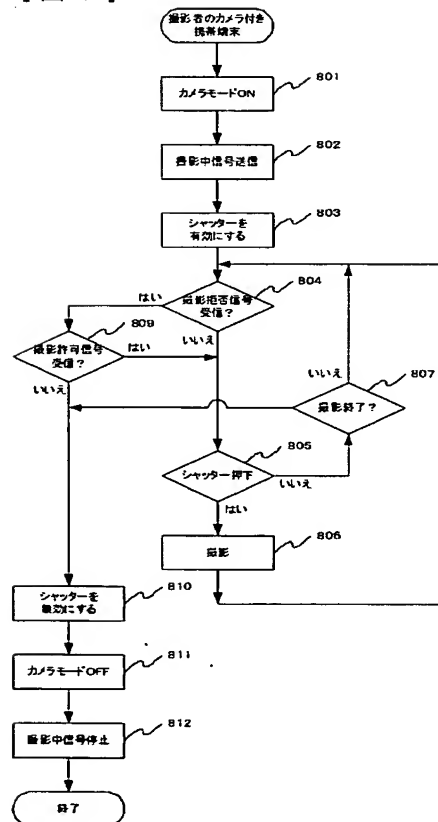 撮影者のカメラ付き
携帯端末
801
カメラモードON
802
撮影中信号送信
803
シャッターを
有効にする
804
撮影拒否信号
受信？
はい
いいえ
809
撮影許可信号
受信？
はい
いいえ
807
撮影終了？
いいえ
はい
805
シャッター押下
いいえ
はい
806
撮影
810
シャッターを
無効にする
811
カメラモードOFF
812
撮影中信号停止
終了